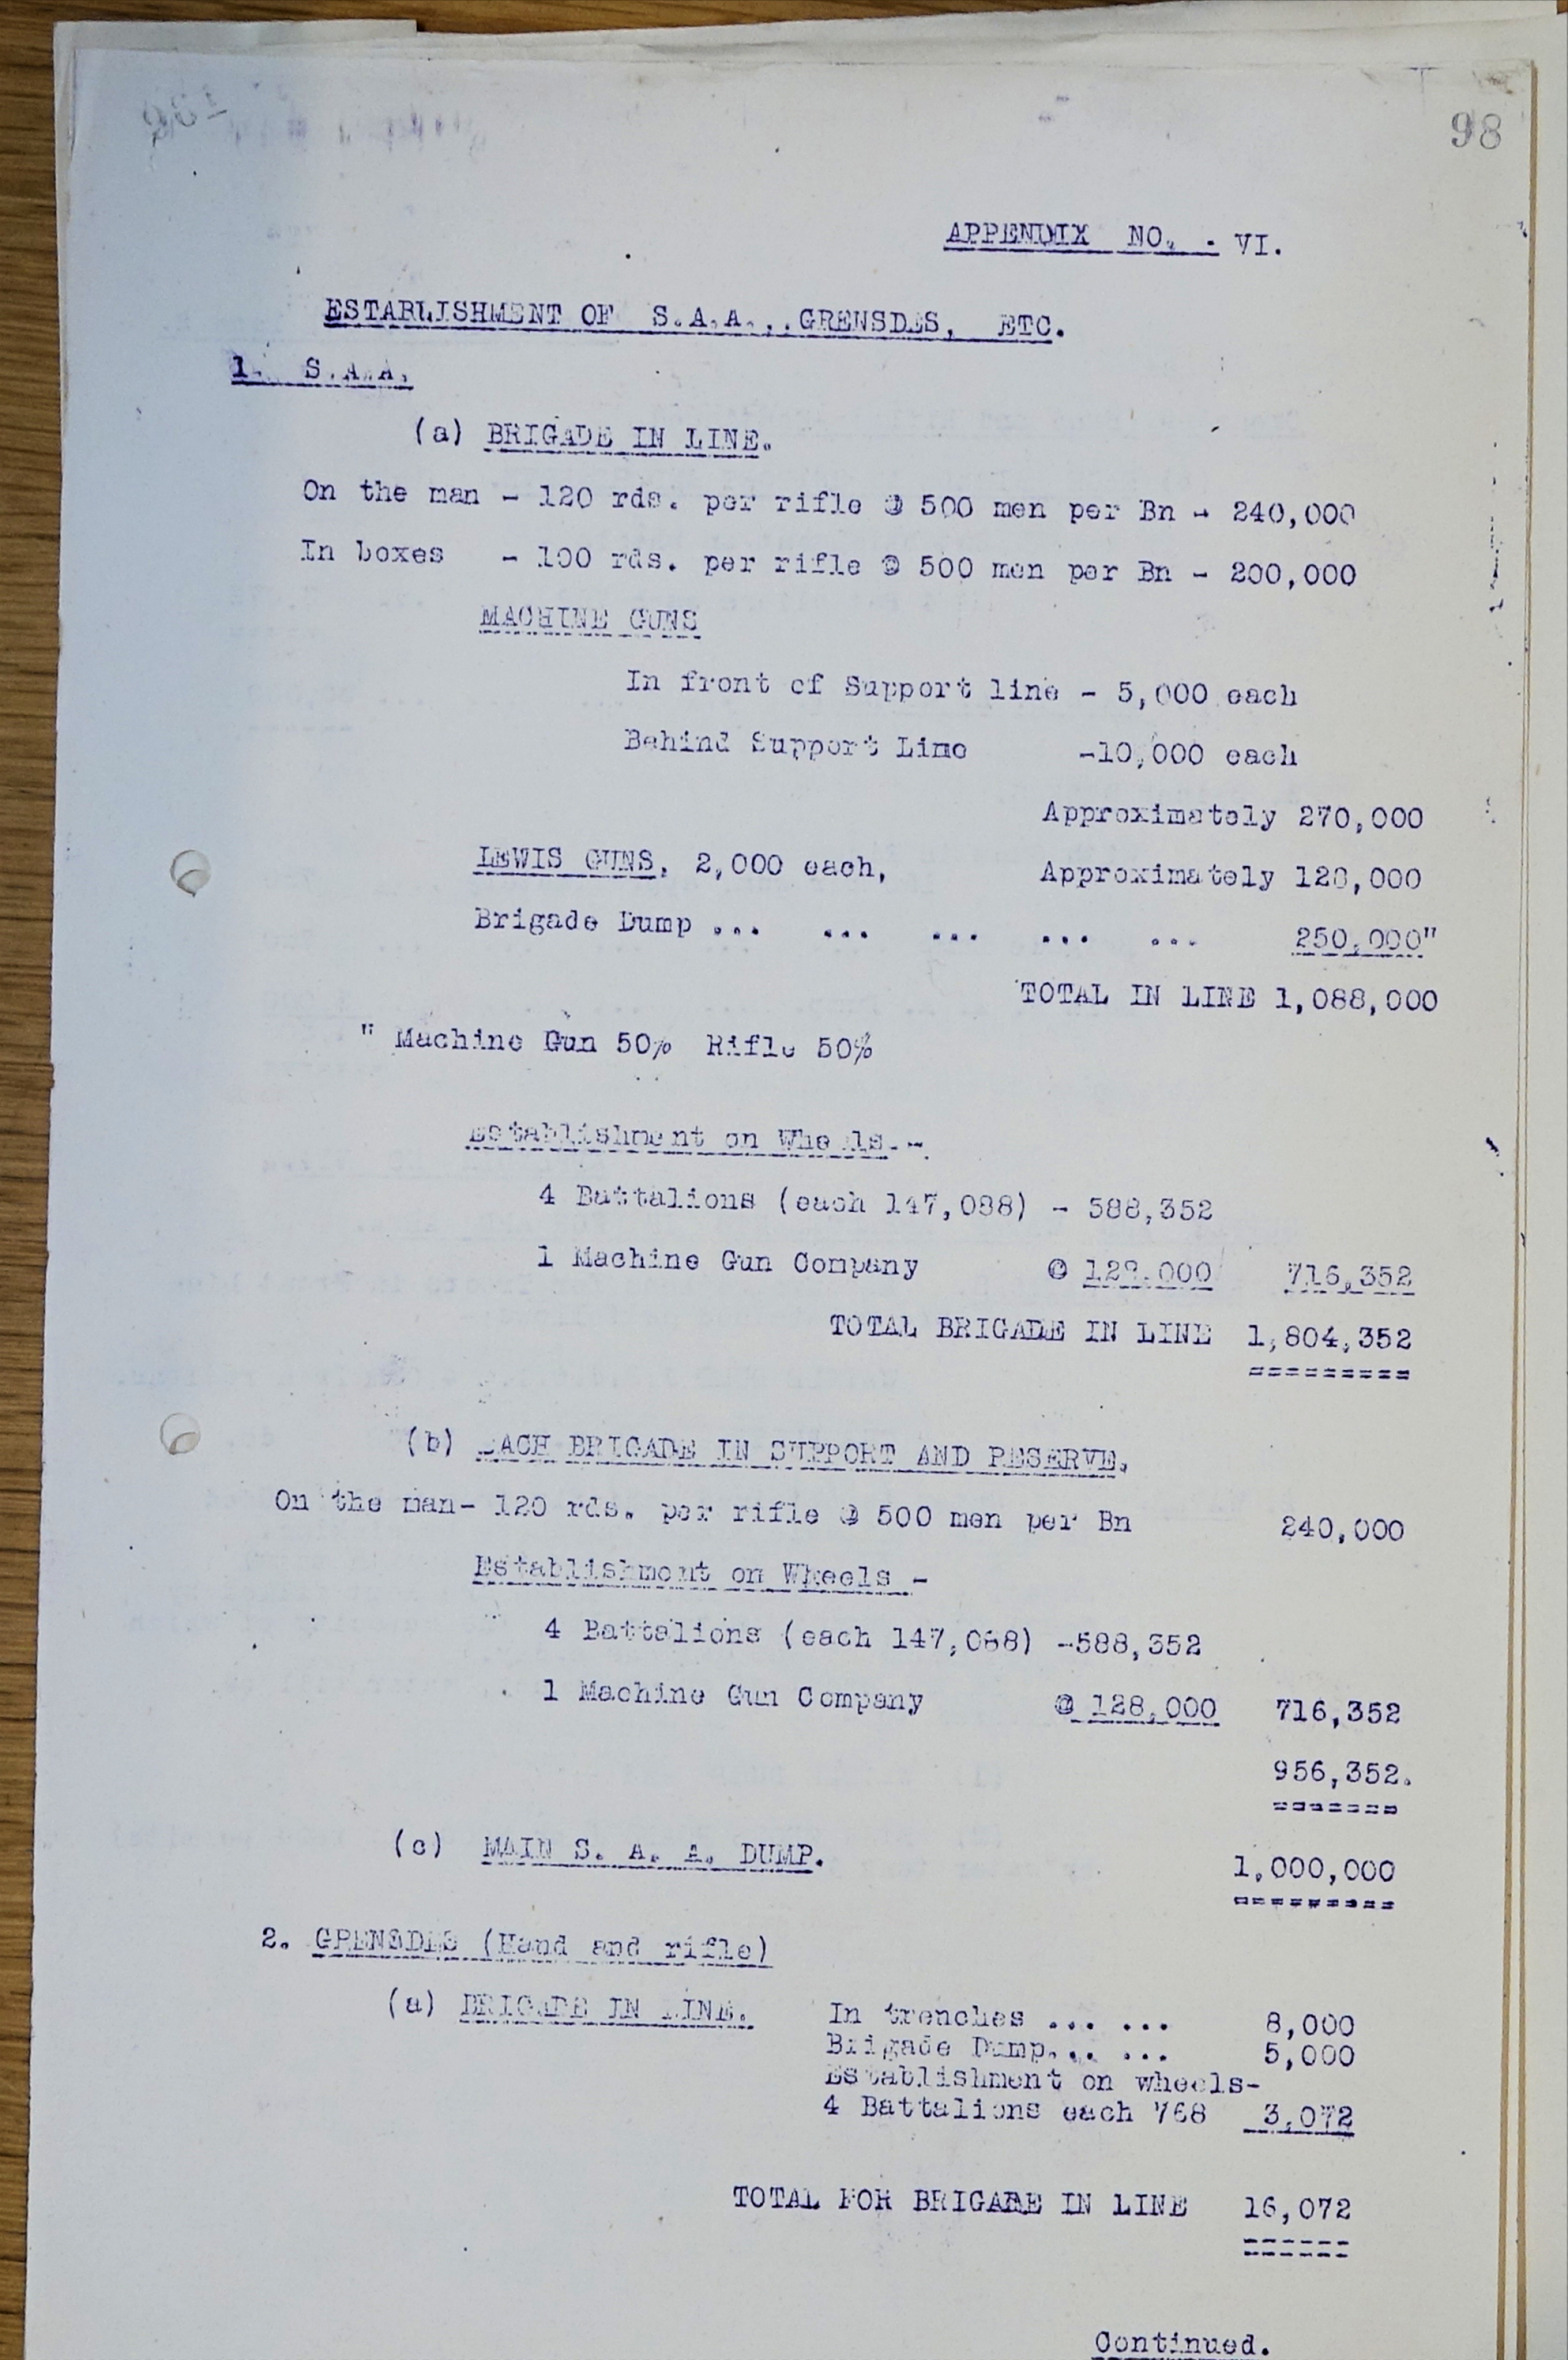 98
APPENDIX NO. - VI.
ESTABLISHMENT OF S.A.A., GRENSDES, ETC.
1. S.A.A.
(a) BRIGADE IN LINE.
On the man - 120 rds. per rifle @ 500 men per Bn - 240,000
In boxes - 100 rds. per rifle @ 500 men per Bn - 200,000
MACHINE GUNS
In front of Support line - 5,000 each
Behind Support Line -10,000 each
Approximately 270,000
LEWIS GUNS, 2,000 each, Approximately 128,000
Brigade Dump ... ... ... ... ... 250,000"
TOTAL IN LINE 1,088,000
" Machine Gun 50% Rifle 50%
Establishment on Wheels.-
4 Battalions (each 147,088) - 588,352
1 Machine Gun Company @ 128,000 716,352
TOTAL BRIGADE IN LINE 1,804,352
=========
(b) EACH BRIGADE IN SUPPORT AND RESERVE.
On the man- 120 rds. per rifle @ 500 men per Bn 240,000
Establishment on Wheels -
4 Battalions (each 147,088) -588,352
1 Machine Gun Company @ 128,000 716,352
956,352.
=======
(c) MAIN S. A. A. DUMP. 1,000,000
=========
2. GRENSDES (Hand and rifle)
(a) BRIGADE IN LINE. In trenches ... ... 8,000
Brigade Dump... ... 5,000
Establishment on wheels-
4 Battalions each 768 3,072
TOTAL FOR BRIGADE IN LINE 16,072
======
Continued.